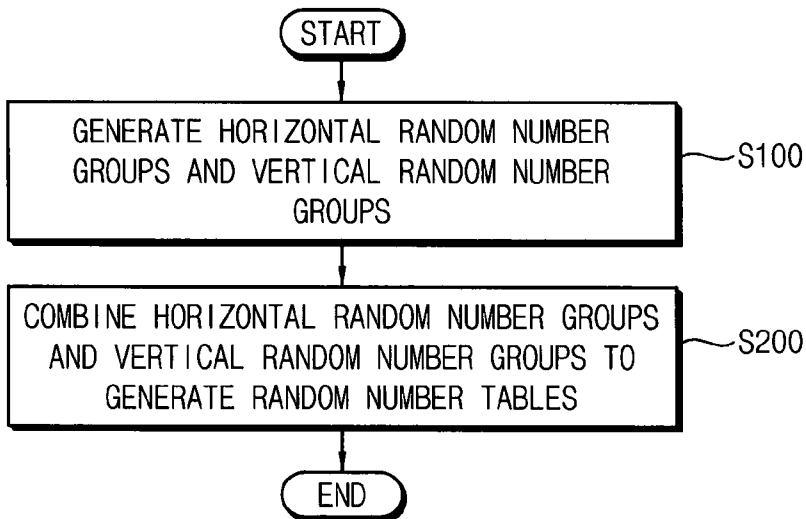 START
GENERATE HORIZONTAL RANDOM NUMBER
GROUPS AND VERTICAL RANDOM NUMBER
GROUPS
S100
COMBINE HORIZONTAL RANDOM NUMBER GROUPS
AND VERTICAL RANDOM NUMBER GROUPS TO
GENERATE RANDOM NUMBER TABLES
S200
END